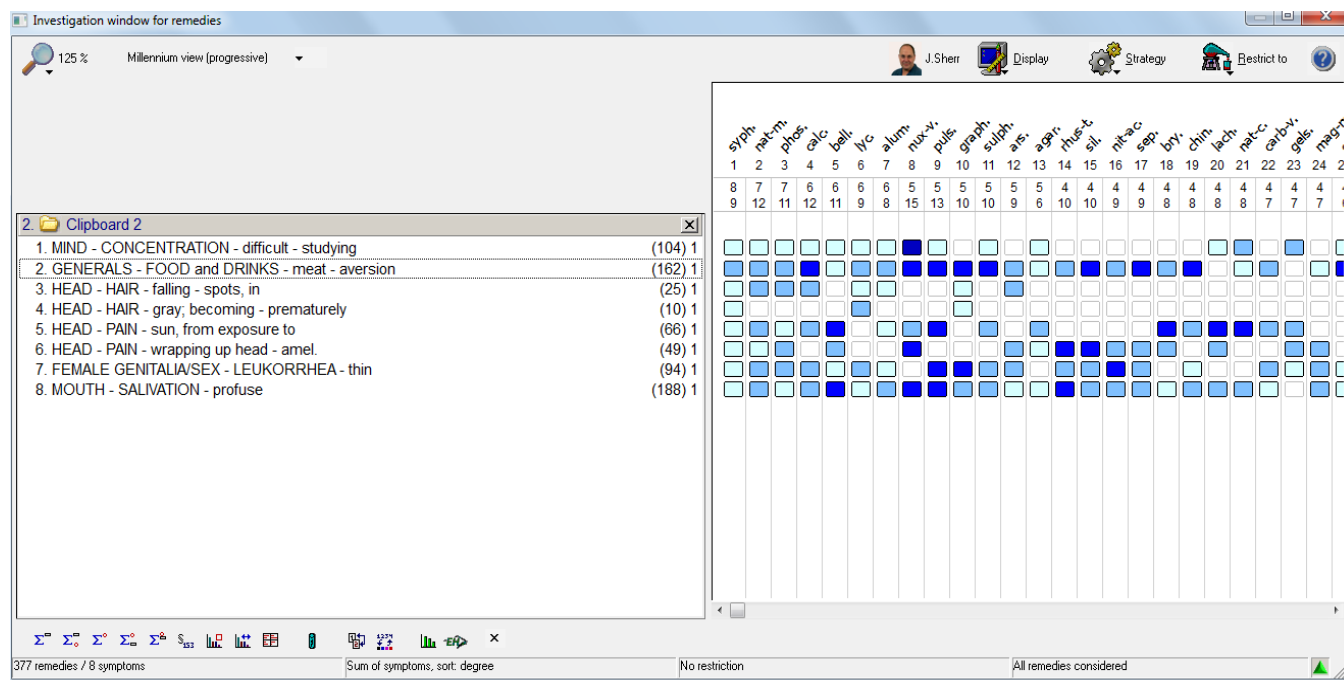 Investigation window for remedies
125 % Millennium view (progressive) J.Sherr Display Strategy Restrict to
syph. nat-m. phos. calc. bell. lyc. alum. nux-v. puls. graph. sulph. ars. agar. rhus-t. sil. nit-ac. sep. bry. chin. lach. nat-c. carb-v. gels.
1 2 3 4 5 6 7 8 9 10 11 12 13 14 15 16 17 18 19 20 21 22 23 24
8 7 7 6 6 6 6 5 5 5 5 5 5 4 4 4 4 4 4 4 4 4 4 4
9 12 11 12 11 9 8 15 13 10 10 9 6 10 10 9 9 8 8 8 8 7 7 7
2. Clipboard 2
1. MIND - CONCENTRATION - difficult - studying (104) 1
2. GENERALS - FOOD and DRINKS - meat - aversion (162) 1
3. HEAD - HAIR - falling - spots, in (25) 1
4. HEAD - HAIR - gray; becoming - prematurely (10) 1
5. HEAD - PAIN - sun, from exposure to (66) 1
6. HEAD - PAIN - wrapping up head - amel. (49) 1
7. FEMALE GENITALIA/SEX - LEUKORRHEA - thin (94) 1
8. MOUTH - SALIVATION - profuse (188) 1
377 remedies / 8 symptoms Sum of symptoms, sort: degree No restriction All remedies considered